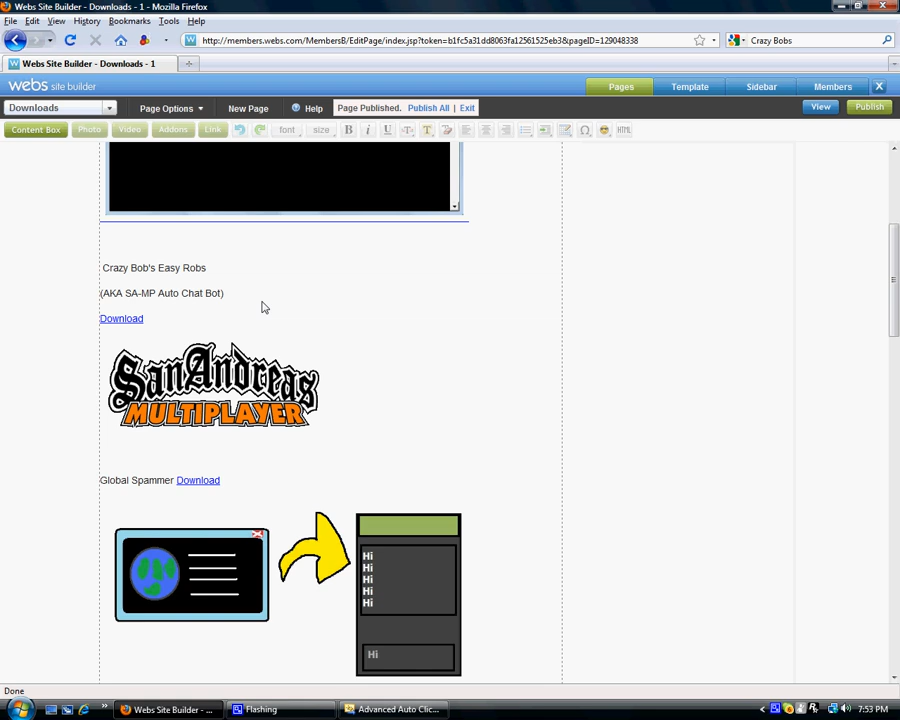 Webs Site Builder - Downloads - 1 - Mozilla Firefox
File Edit View History Bookmarks Tools Help
http://members.webs.com/MembersB/EditPage/index.jsp?token=b1fc5a31dd8063fa12561525eb3&pageID=129048338
Crazy Bobs
Webs Site Builder - Downloads - 1
webs site builder
Pages Template Sidebar Members X
Downloads Page Options New Page Help Page Published. Publish All | Exit View Publish
Content Box Photo Video Addons Link font size B i U T T HTML
Crazy Bob's Easy Robs
(AKA SA-MP Auto Chat Bot)
Download
San Andreas
MULTIPLAYER
Global Spammer Download
Hi
Hi
Hi
Hi
Hi
Hi
Done
Webs Site Builder - ... Flashing Advanced Auto Clic... 7:53 PM